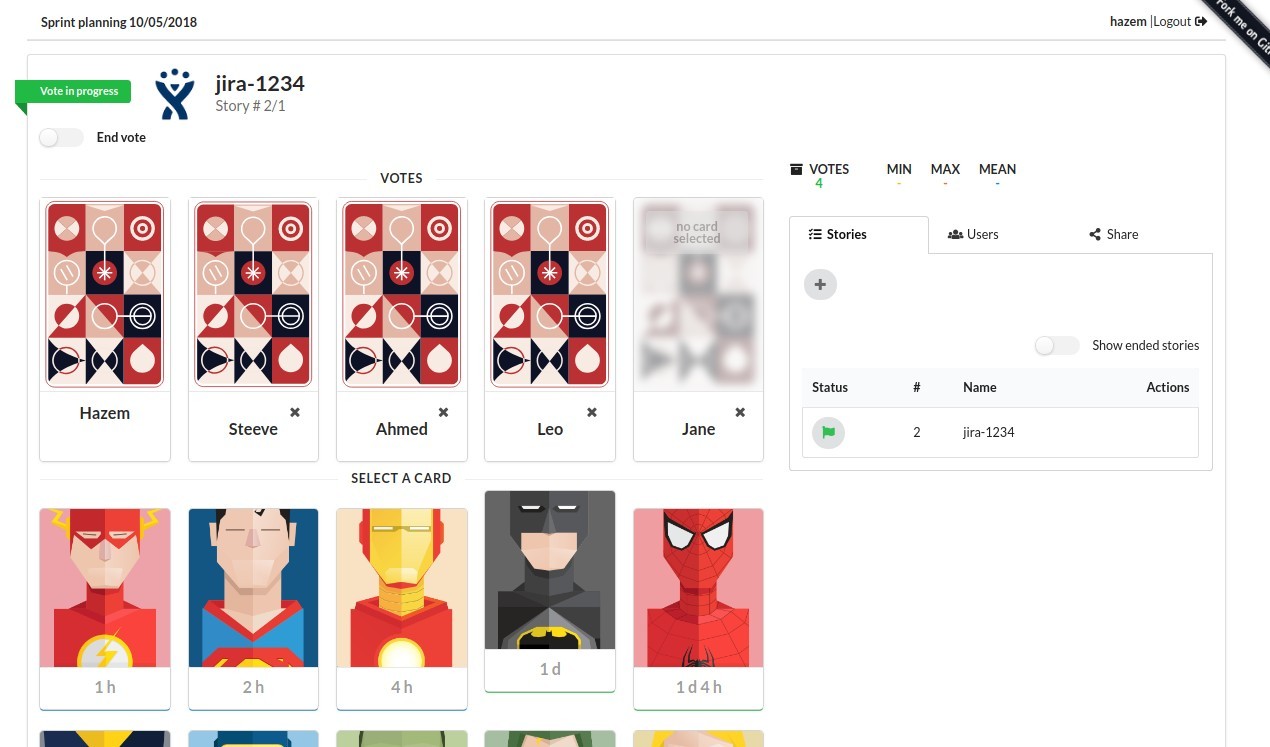 Sprint planning 10/05/2018
hazem |Logout
Fork me on Git
Vote in progress
jira-1234
Story # 2/1
End vote
VOTES
VOTES MIN MAX MEAN
4 - - -
no card
selected
Stories Users Share
Show ended stories
Status # Name Actions
2 jira-1234
Hazem Steeve Ahmed Leo Jane
SELECT A CARD
1 h 2 h 4 h 1 d 1 d 4 h